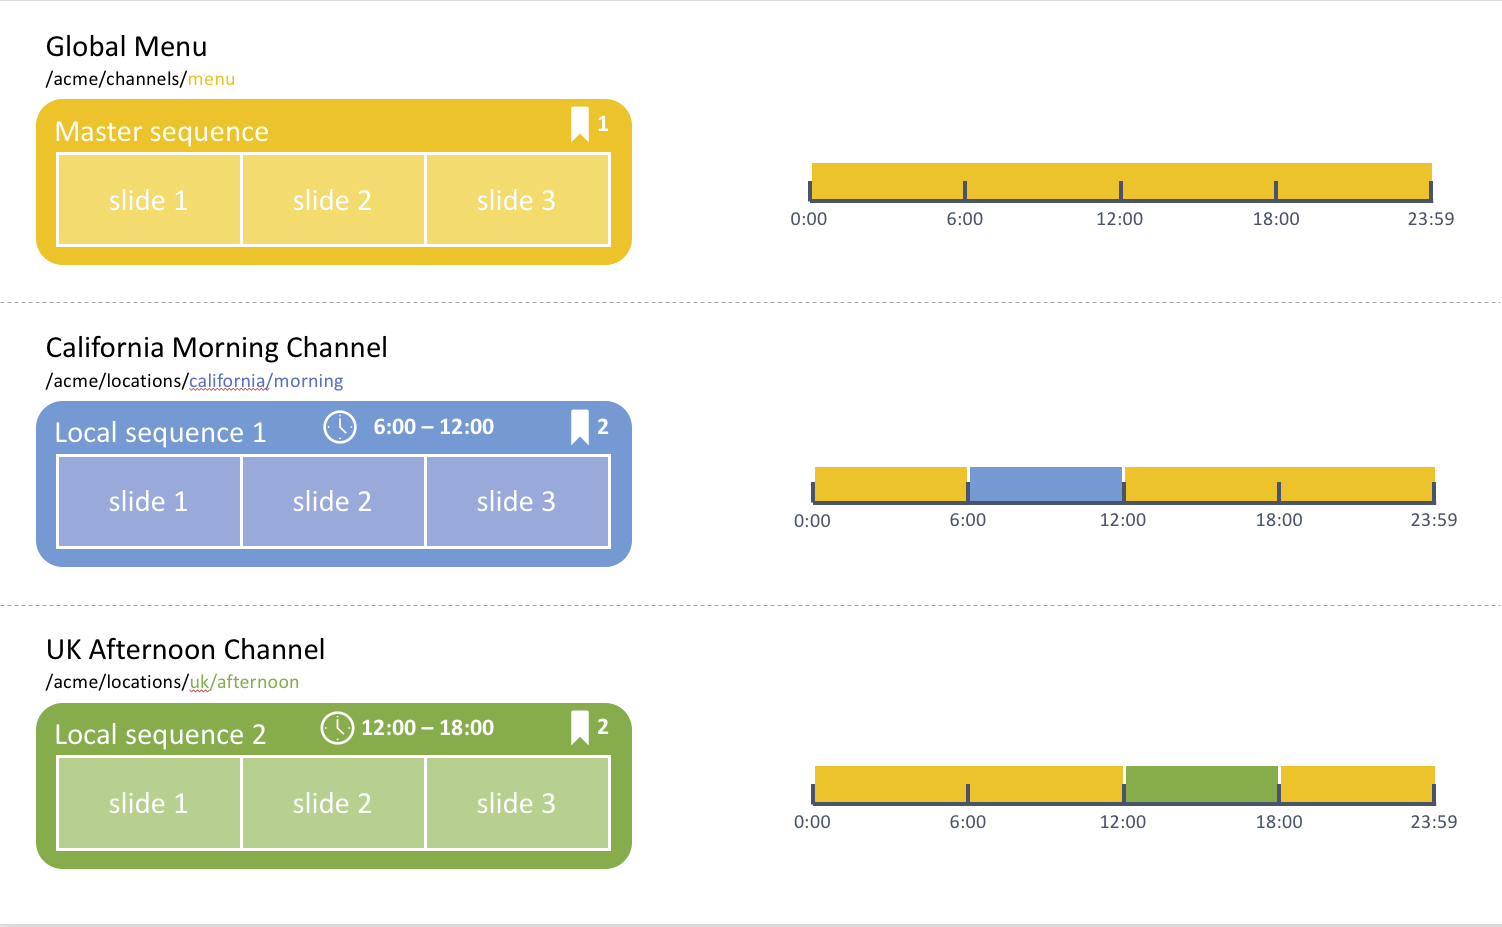 Global Menu
/acme/channels/menu
Master sequence 1
slide 1 slide 2 slide 3
0:00 6:00 12:00 18:00 23:59
California Morning Channel
/acme/locations/california/morning
Local sequence 1 6:00 – 12:00 2
slide 1 slide 2 slide 3
0:00 6:00 12:00 18:00 23:59
UK Afternoon Channel
/acme/locations/uk/afternoon
Local sequence 2 12:00 – 18:00 2
slide 1 slide 2 slide 3
0:00 6:00 12:00 18:00 23:59